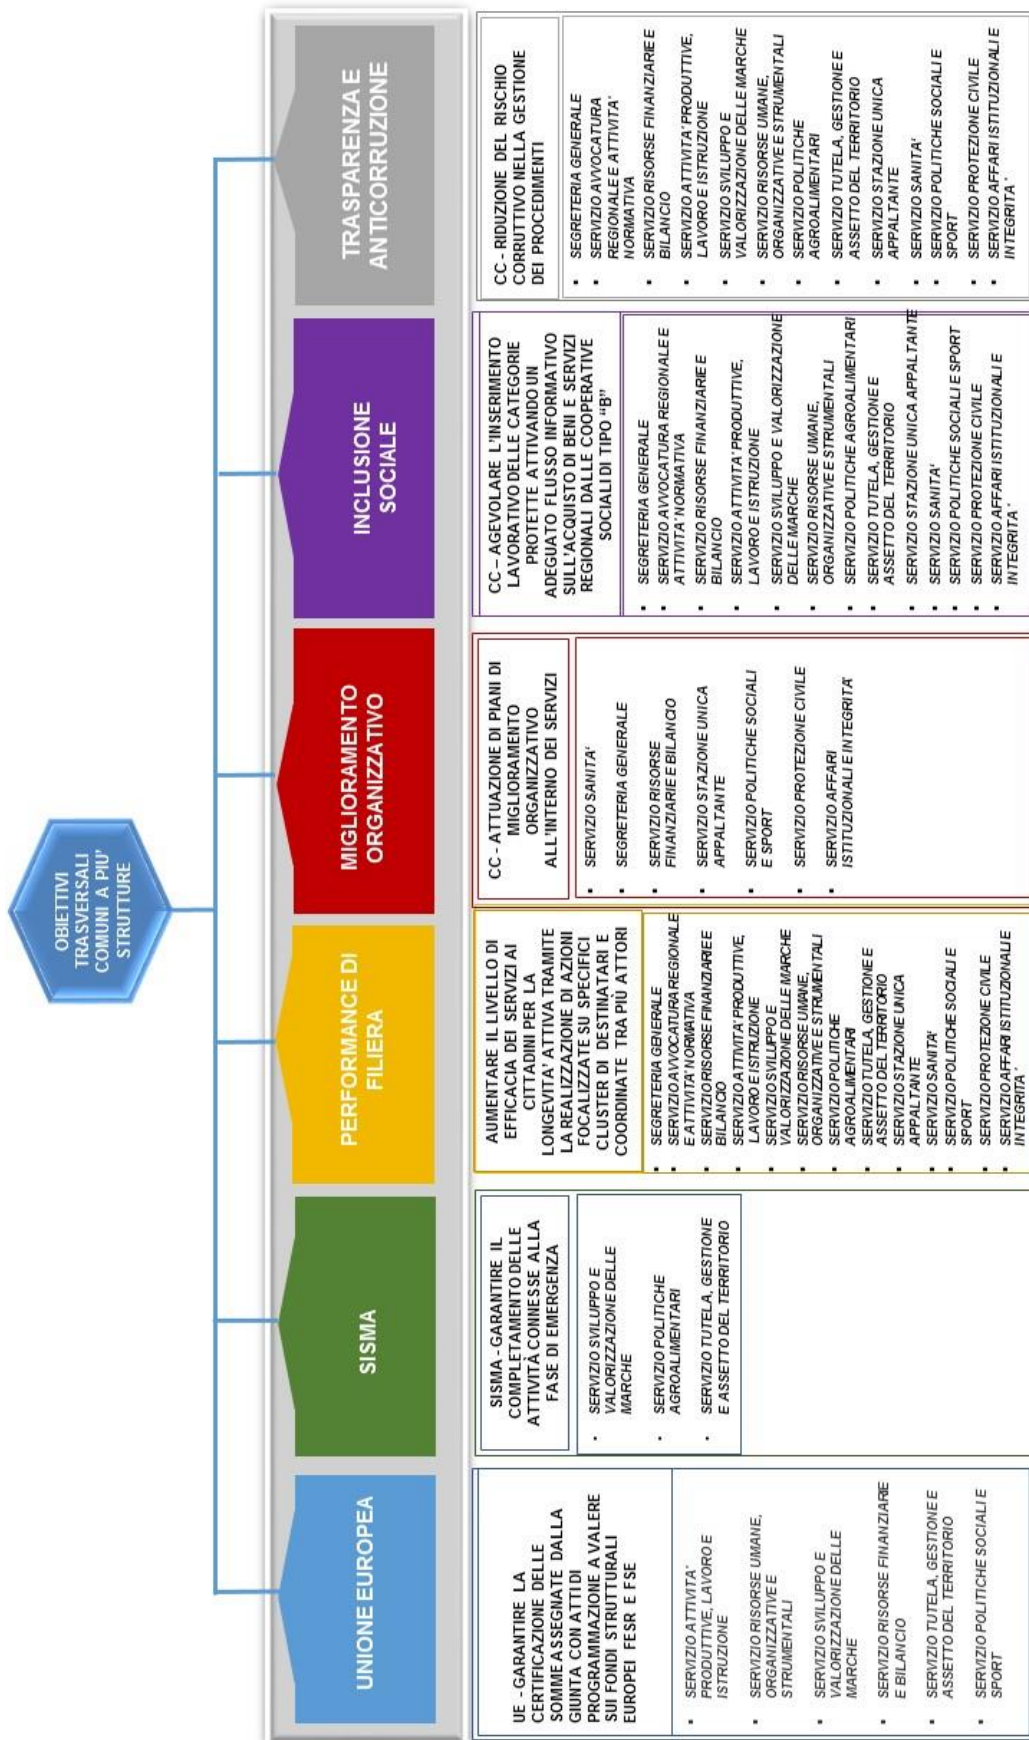 OBIETTIVI
TRASVERSALI
COMUNI A PIU'
STRUTTURE
UNIONE EUROPEA
SISMA
PERFORMANCE DI
FILIERA
MIGLIORAMENTO
ORGANIZZATIVO
INCLUSIONE
SOCIALE
TRASPARENZA E
ANTICORRUZIONE
UE - GARANTIRE LA
CERTIFICAZIONE DELLE
SOMME ASSEGNATE DALLA
GIUNTA CON ATTI DI
PROGRAMMAZIONE A VALERE
SUI FONDI STRUTTURALI
EUROPEI FESR E FSE
▪ SERVIZIO ATTIVITA'
PRODUTTIVE, LAVORO E
ISTRUZIONE
▪ SERVIZIO RISORSE UMANE,
ORGANIZZATIVE E
STRUMENTALI
▪ SERVIZIO SVILUPPO E
VALORIZZAZIONE DELLE
MARCHE
▪ SERVIZIO RISORSE FINANZIARIE
E BILANCIO
▪ SERVIZIO TUTELA, GESTIONE E
ASSETTO DEL TERRITORIO
▪ SERVIZIO POLITICHE SOCIALI E
SPORT
SISMA - GARANTIRE IL
COMPLETAMENTO DELLE
ATTIVITÀ CONNESSE ALLA
FASE DI EMERGENZA
▪ SERVIZIO SVILUPPO E
VALORIZZAZIONE DELLE
MARCHE
▪ SERVIZIO POLITICHE
AGROALIMENTARI
▪ SERVIZIO TUTELA, GESTIONE
E ASSETTO DEL TERRITORIO
AUMENTARE IL LIVELLO DI
EFFICACIA DEI SERVIZI AI
CITTADINI PER LA
LONGEVITA' ATTIVA TRAMITE
LA REALIZZAZIONE DI AZIONI
FOCALIZZATE SU SPECIFICI
CLUSTER DI DESTINATARI E
COORDINATE TRA PIÙ ATTORI
▪ SEGRETERIA GENERALE
▪ SERVIZIO AVVOCATURA REGIONALE
E ATTIVITA' NORMATIVA
▪ SERVIZIO RISORSE FINANZIARIE E
BILANCIO
▪ SERVIZIO ATTIVITA' PRODUTTIVE,
LAVORO E ISTRUZIONE
▪ SERVIZIO SVILUPPO E
VALORIZZAZIONE DELLE MARCHE
▪ SERVIZIO RISORSE UMANE,
ORGANIZZATIVE E STRUMENTALI
▪ SERVIZIO POLITICHE
AGROALIMENTARI
▪ SERVIZIO TUTELA, GESTIONE E
ASSETTO DEL TERRITORIO
▪ SERVIZIO STAZIONE UNICA
APPALTANTE
▪ SERVIZIO SANITA'
▪ SERVIZIO POLITICHE SOCIALI E
SPORT
▪ SERVIZIO PROTEZIONE CIVILE
▪ SERVIZIO AFFARI ISTITUZIONALI E
INTEGRITA'
CC - ATTUAZIONE DI PIANI DI
MIGLIORAMENTO
ORGANIZZATIVO
ALL'INTERNO DEI SERVIZI
▪ SERVIZIO SANITA'
▪ SEGRETERIA GENERALE
▪ SERVIZIO RISORSE
FINANZIARIE E BILANCIO
▪ SERVIZIO STAZIONE UNICA
APPALTANTE
▪ SERVIZIO POLITICHE SOCIALI
E SPORT
▪ SERVIZIO PROTEZIONE CIVILE
▪ SERVIZIO AFFARI
ISTITUZIONALI E INTEGRITA'
CC – AGEVOLARE L'INSERIMENTO
LAVORATIVO DELLE CATEGORIE
PROTETTE ATTIVANDO UN
ADEGUATO FLUSSO INFORMATIVO
SULL'ACQUISTO DI BENI E SERVIZI
REGIONALI DALLE COOPERATIVE
SOCIALI DI TIPO “B”
▪ SEGRETERIA GENERALE
▪ SERVIZIO AVVOCATURA REGIONALE E
ATTIVITA' NORMATIVA
▪ SERVIZIO RISORSE FINANZIARIE E
BILANCIO
▪ SERVIZIO ATTIVITA' PRODUTTIVE,
LAVORO E ISTRUZIONE
▪ SERVIZIO SVILUPPO E VALORIZZAZIONE
DELLE MARCHE
▪ SERVIZIO RISORSE UMANE,
ORGANIZZATIVE E STRUMENTALI
▪ SERVIZIO POLITICHE AGROALIMENTARI
▪ SERVIZIO TUTELA, GESTIONE E
ASSETTO DEL TERRITORIO
▪ SERVIZIO STAZIONE UNICA APPALTANTE
▪ SERVIZIO SANITA'
▪ SERVIZIO POLITICHE SOCIALI E SPORT
▪ SERVIZIO PROTEZIONE CIVILE
▪ SERVIZIO AFFARI ISTITUZIONALI E
INTEGRITA'
CC - RIDUZIONE DEL RISCHIO
CORRUTTIVO NELLA GESTIONE
DEI PROCEDIMENTI
▪ SEGRETERIA GENERALE
▪ SERVIZIO AVVOCATURA
REGIONALE E ATTIVITA'
NORMATIVA
▪ SERVIZIO RISORSE FINANZIARIE E
BILANCIO
▪ SERVIZIO ATTIVITA' PRODUTTIVE,
LAVORO E ISTRUZIONE
▪ SERVIZIO SVILUPPO E
VALORIZZAZIONE DELLE MARCHE
▪ SERVIZIO RISORSE UMANE,
ORGANIZZATIVE E STRUMENTALI
▪ SERVIZIO POLITICHE
AGROALIMENTARI
▪ SERVIZIO TUTELA, GESTIONE E
ASSETTO DEL TERRITORIO
▪ SERVIZIO STAZIONE UNICA
APPALTANTE
▪ SERVIZIO SANITA'
▪ SERVIZIO POLITICHE SOCIALI E
SPORT
▪ SERVIZIO PROTEZIONE CIVILE
▪ SERVIZIO AFFARI ISTITUZIONALI E
INTEGRITA'